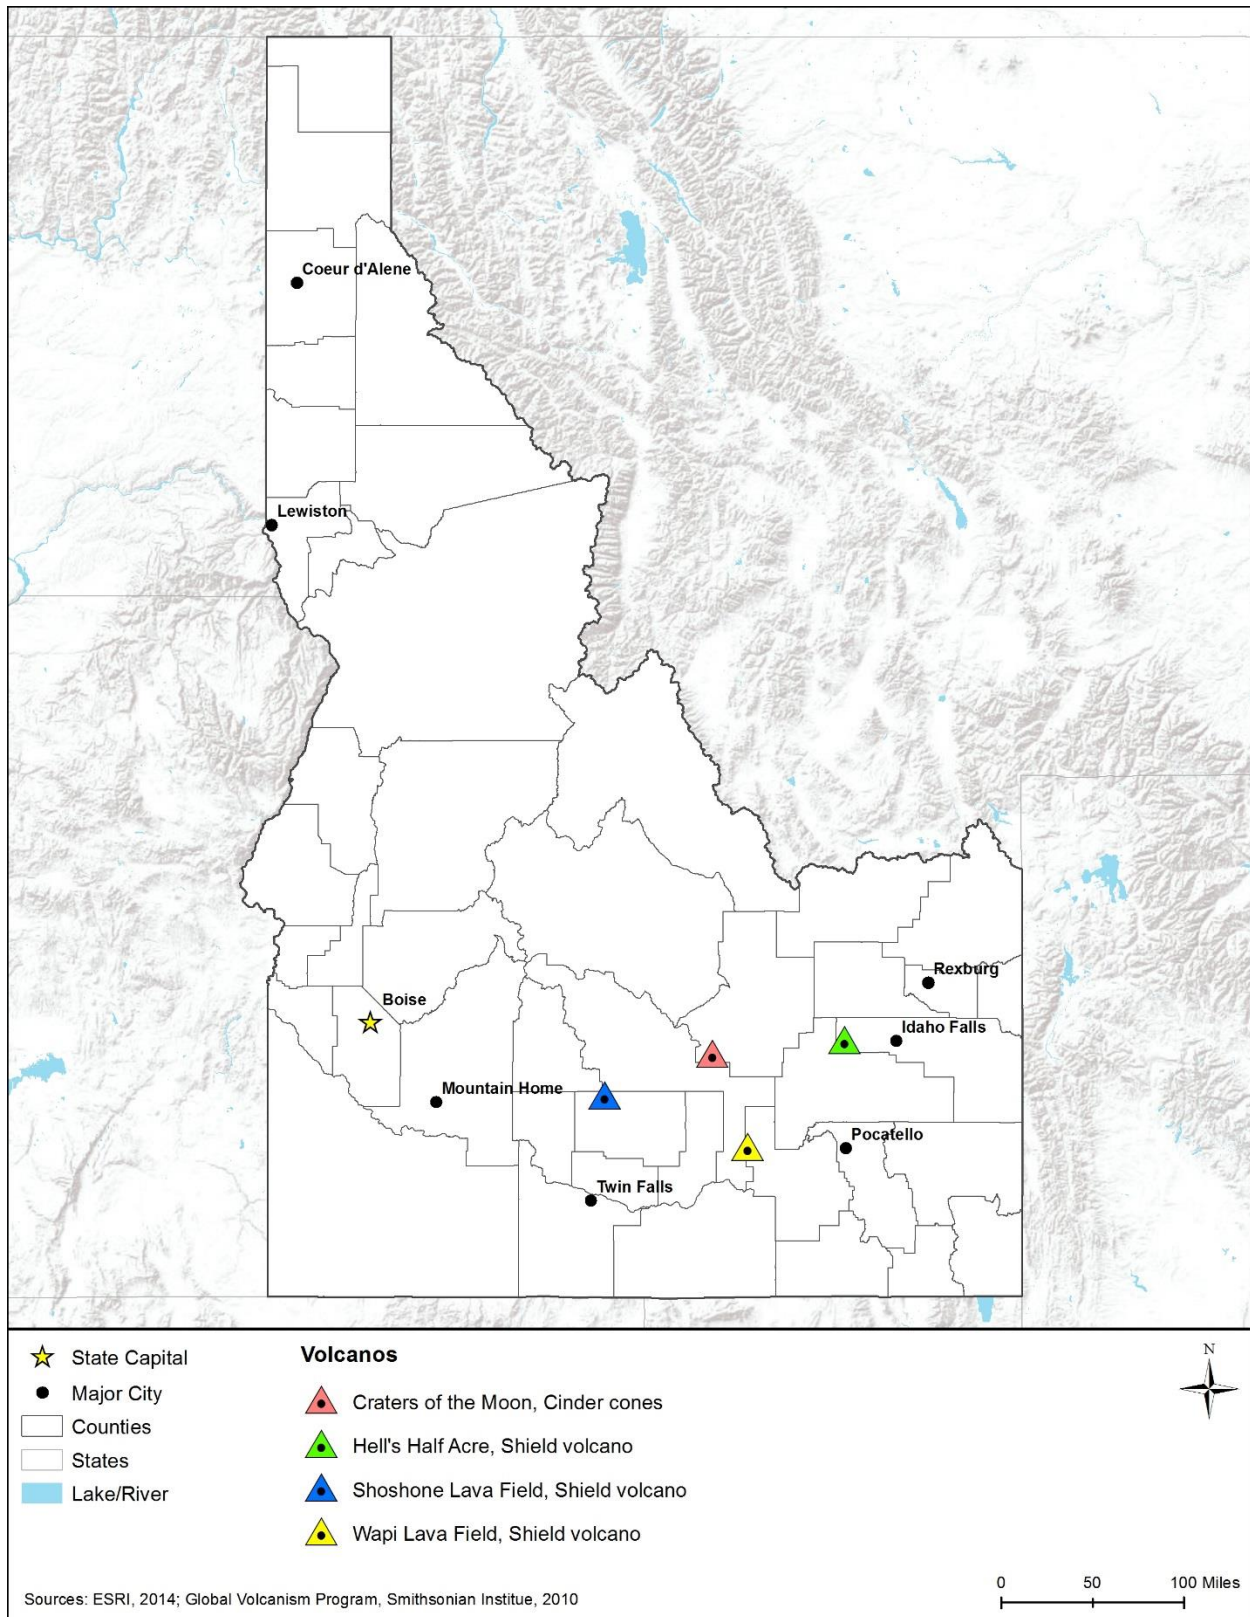 Coeur d'Alene
Lewiston
Rexburg
Boise
Idaho Falls
Mountain Home
Pocatello
Twin Falls
State Capital
Major City
Counties
States
Lake/River
Volcanos
Craters of the Moon, Cinder cones
Hell's Half Acre, Shield volcano
Shoshone Lava Field, Shield volcano
Wapi Lava Field, Shield volcano
N
Sources: ESRI, 2014; Global Volcanism Program, Smithsonian Institue, 2010
0 50 100 Miles